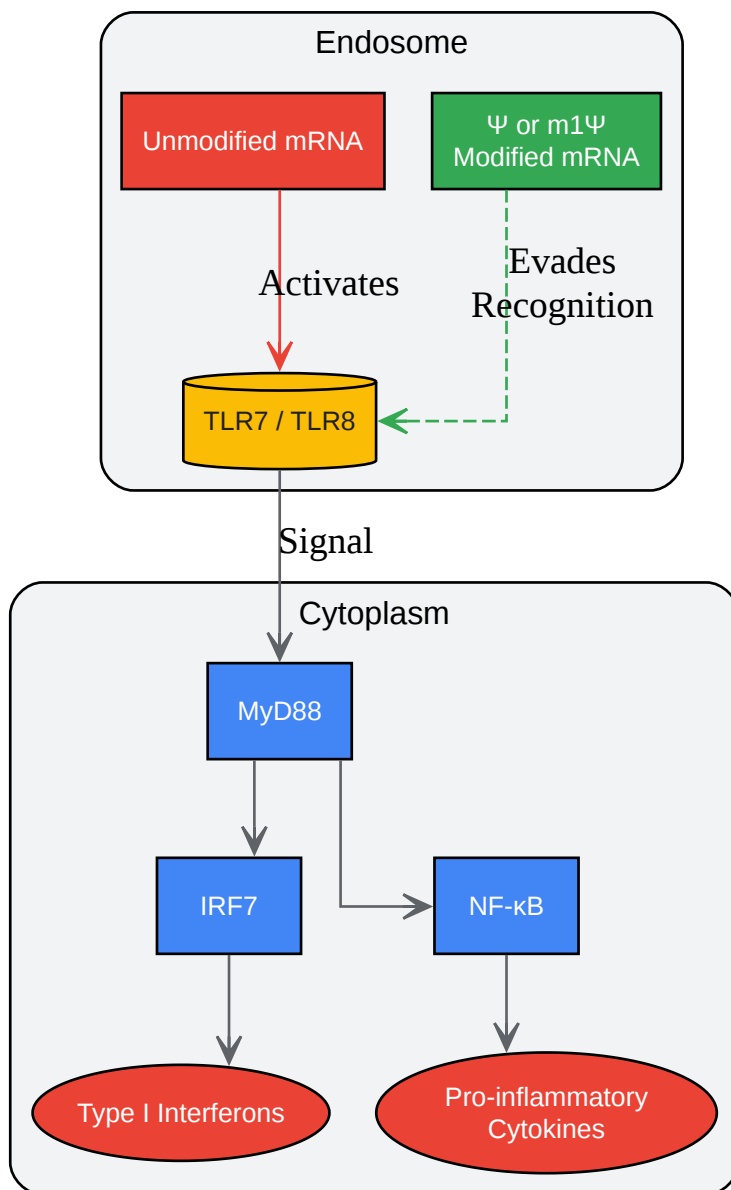 Endosome
Unmodified mRNA
Ψ or m1Ψ
Modified mRNA
Activates
Evades
Recognition
TLR7 / TLR8
Signal
Cytoplasm
MyD88
IRF7
NF-κB
Type I Interferons
Pro-inflammatory
Cytokines